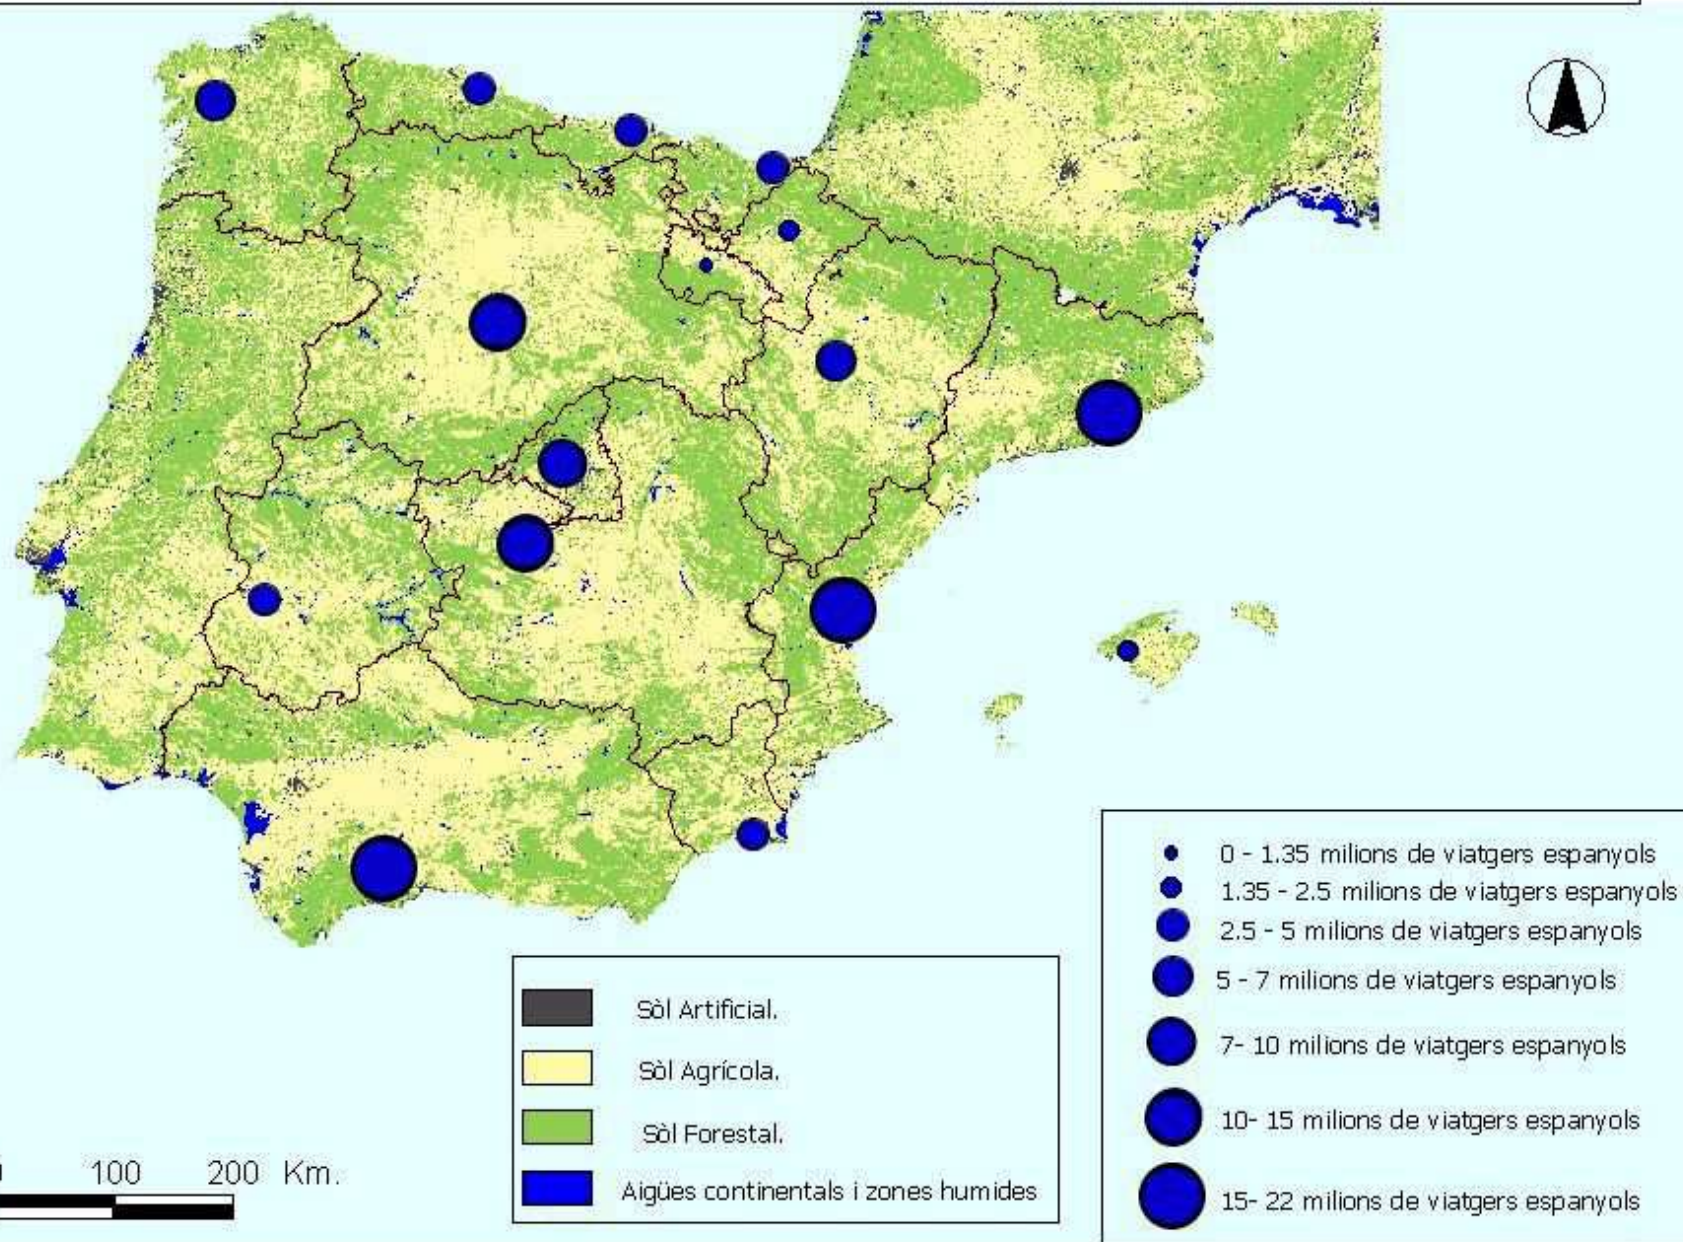 0 - 1.35 milions de viatgers espanyols
1.35 - 2.5 milions de viatgers espanyols
2.5 - 5 milions de viatgers espanyols
5 - 7 milions de viatgers espanyols
7- 10 milions de viatgers espanyols
10- 15 milions de viatgers espanyols
15- 22 milions de viatgers espanyols
Sòl Artificial.
Sòl Agrícola.
Sòl Forestal.
Aigües continentals i zones humides
100 200 Km.